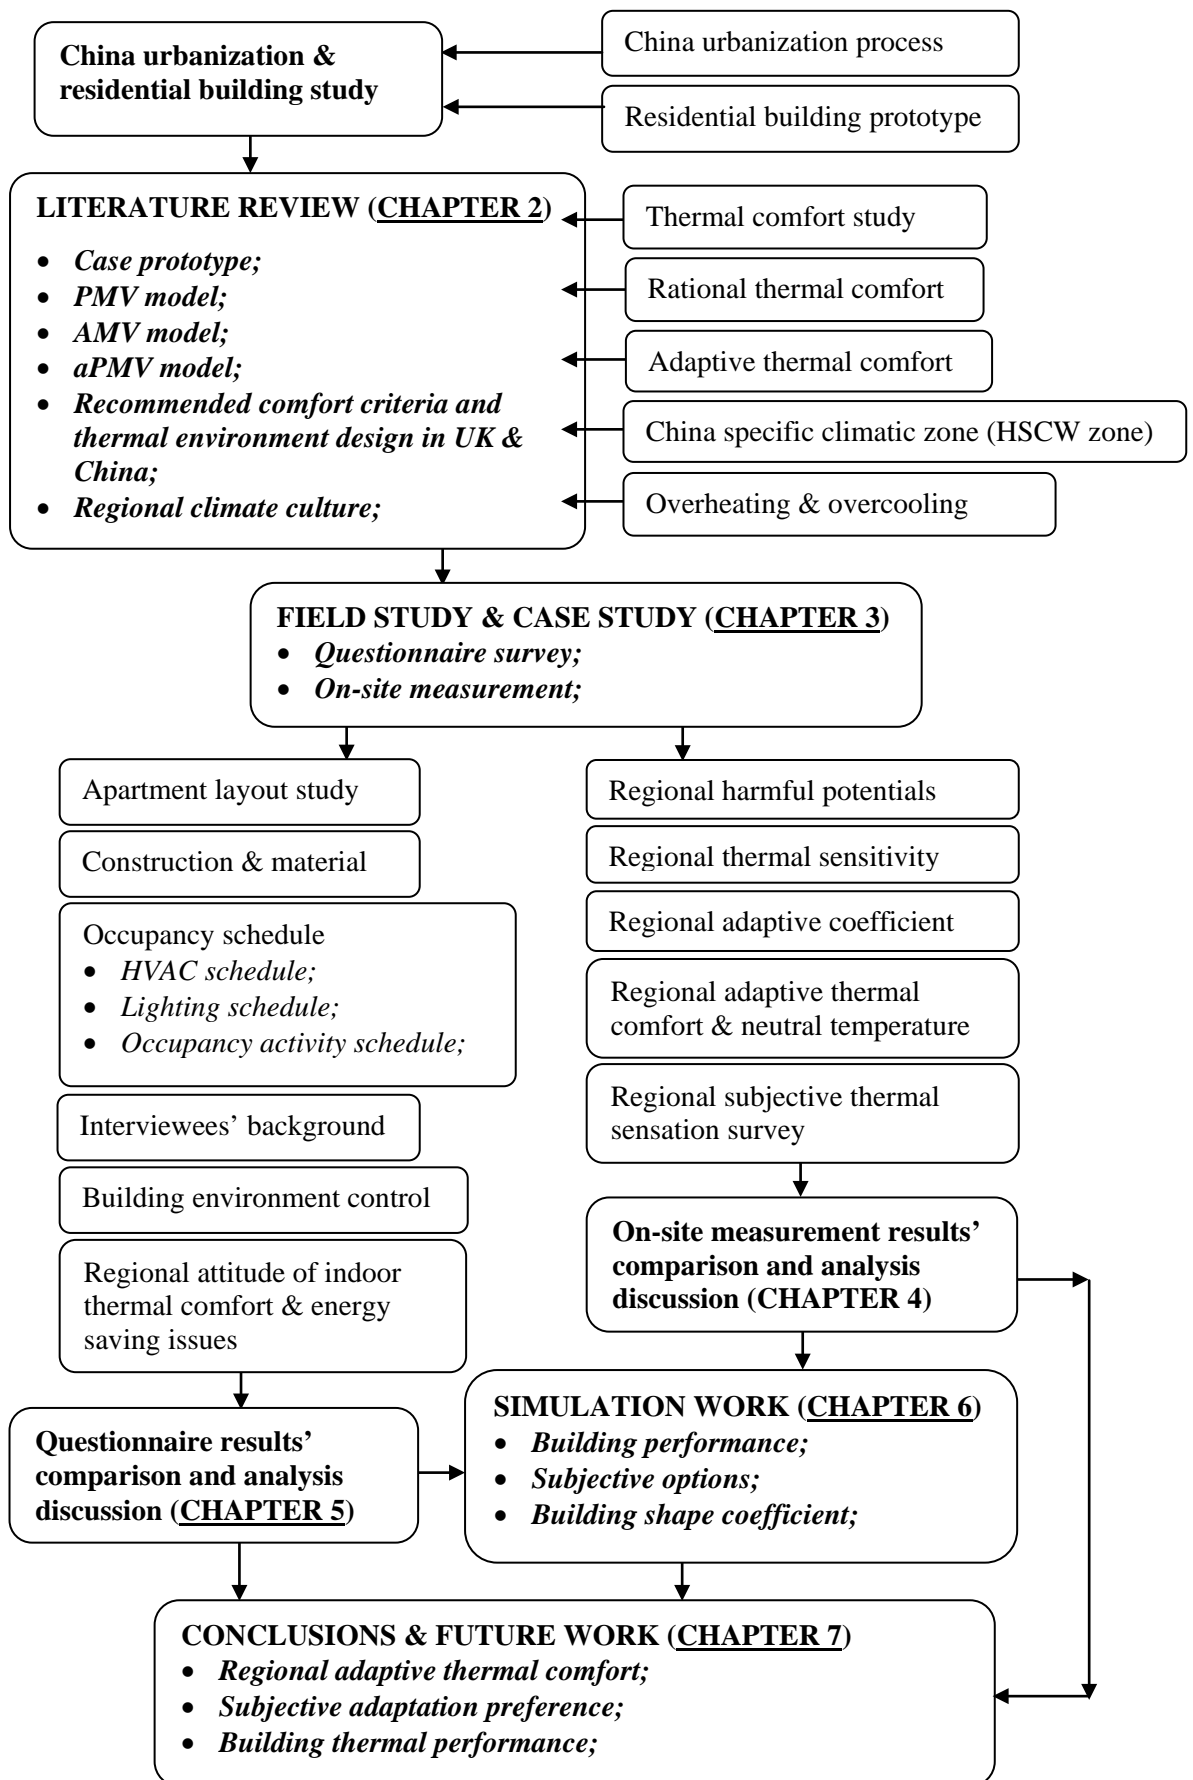 China urbanization &
residential building study
China urbanization process
Residential building prototype
LITERATURE REVIEW (CHAPTER 2)
• Case prototype;
• PMV model;
• AMV model;
• aPMV model;
• Recommended comfort criteria and
thermal environment design in UK &
China;
• Regional climate culture;
Thermal comfort study
Rational thermal comfort
Adaptive thermal comfort
China specific climatic zone (HSCW zone)
Overheating & overcooling
FIELD STUDY & CASE STUDY (CHAPTER 3)
• Questionnaire survey;
• On-site measurement;
Apartment layout study
Construction & material
Occupancy schedule
• HVAC schedule;
• Lighting schedule;
• Occupancy activity schedule;
Interviewees’ background
Building environment control
Regional attitude of indoor
thermal comfort & energy
saving issues
Regional harmful potentials
Regional thermal sensitivity
Regional adaptive coefficient
Regional adaptive thermal
comfort & neutral temperature
Regional subjective thermal
sensation survey
On-site measurement results’
comparison and analysis
discussion (CHAPTER 4)
Questionnaire results’
comparison and analysis
discussion (CHAPTER 5)
SIMULATION WORK (CHAPTER 6)
• Building performance;
• Subjective options;
• Building shape coefficient;
CONCLUSIONS & FUTURE WORK (CHAPTER 7)
• Regional adaptive thermal comfort;
• Subjective adaptation preference;
• Building thermal performance;